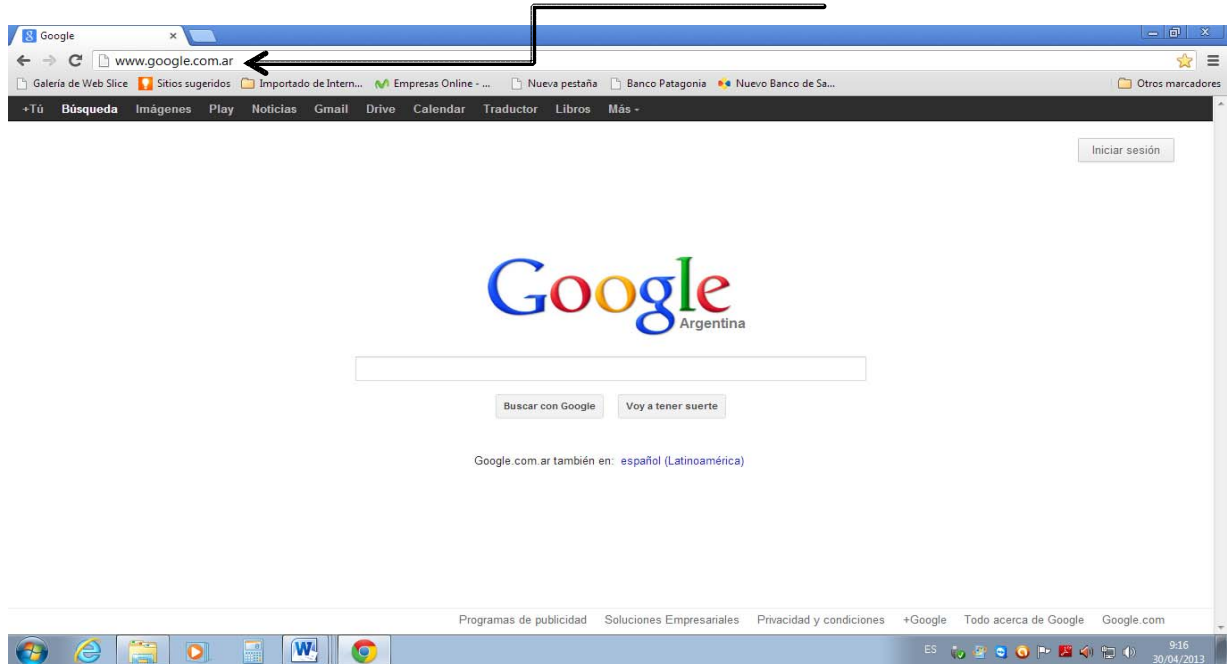 Google
www.google.com.ar
Galería de Web Slice Sitios sugeridos Importado de Intern... Empresas Online - ... Nueva pestaña Banco Patagonia Nuevo Banco de Sa... Otros marcadores
+Tú Búsqueda Imágenes Play Noticias Gmail Drive Calendar Traductor Libros Más
Iniciar sesión
Google
Argentina
Buscar con Google Voy a tener suerte
Google.com.ar también en: español (Latinoamérica)
Programas de publicidad Soluciones Empresariales Privacidad y condiciones +Google Todo acerca de Google Google.com
ES 9:16
30/04/2013